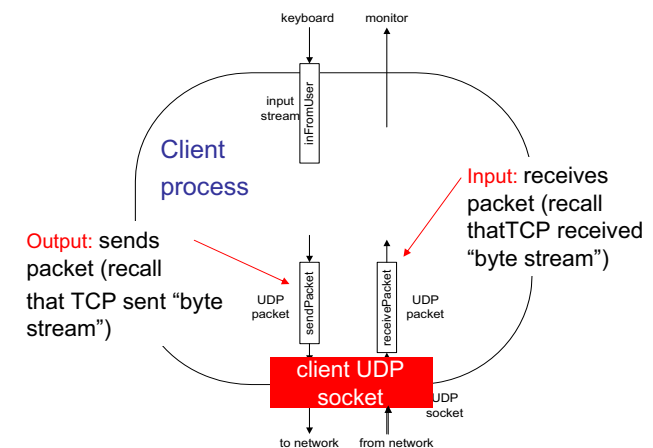 keyboard
monitor
input
stream
inFromUser
Client
process
Input: receives
packet (recall
thatTCP received
“byte stream”)
Output: sends
packet (recall
that TCP sent “byte
stream”)
UDP
packet
sendPacket
receivePacket
UDP
packet
client UDP
socket
UDP
socket
to network
from network